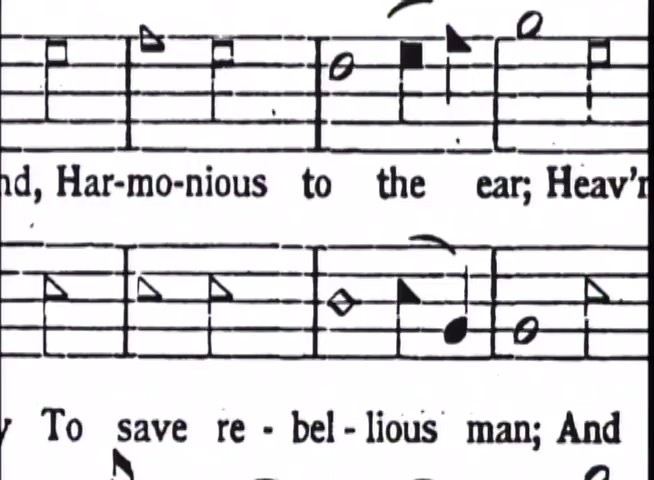 nd, Har-mo-nious to the ear; Heav'n
To save re - bel - lious man; And